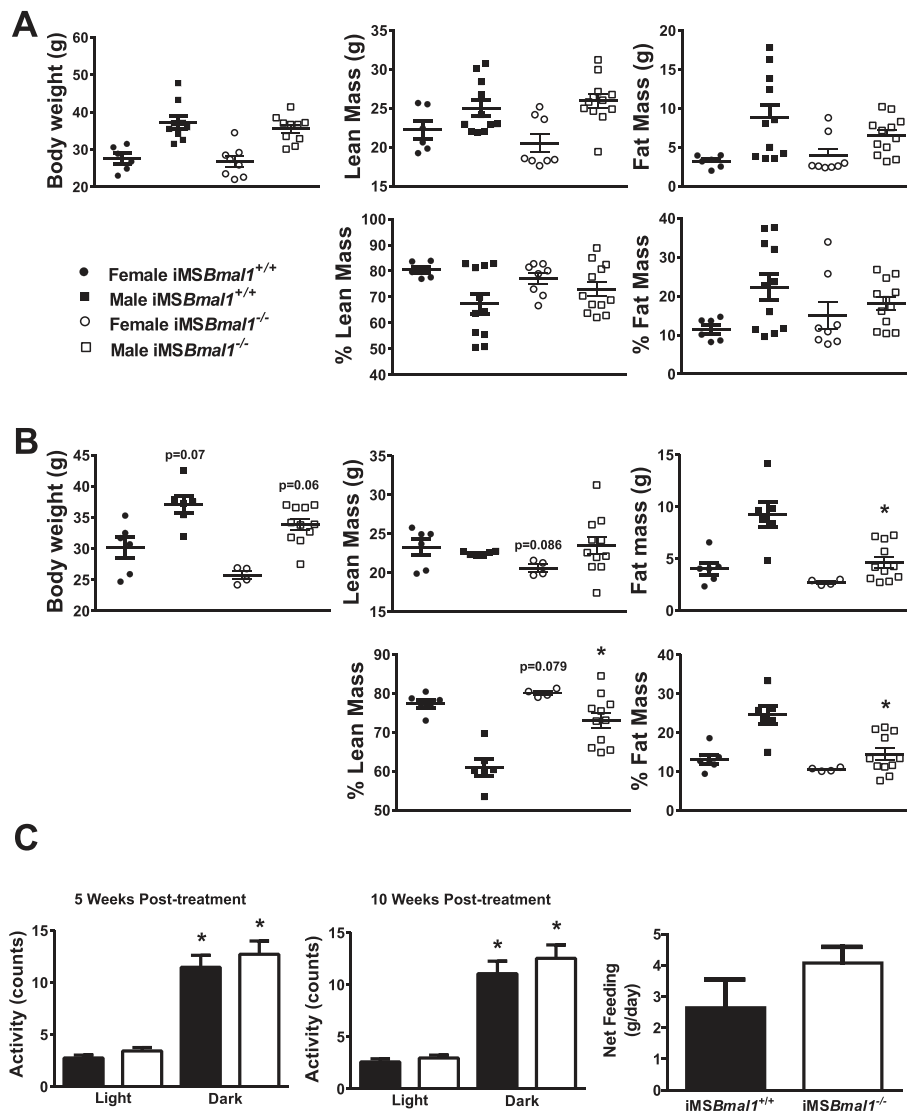 A
Body weight (g)
60
50
40
30
20
Lean Mass (g)
35
30
25
20
15
Fat Mass (g)
20
15
10
5
0
Female iMSBmal1+/+
Male iMSBmal1+/+
Female iMSBmal1-/-
Male iMSBmal1-/-
% Lean Mass
100
90
80
70
60
50
40
% Fat Mass
40
30
20
10
0
B
Body weight (g)
45
40
35
30
25
20
p=0.07
p=0.06
Lean Mass (g)
35
30
25
20
15
p=0.086
Fat mass (g)
15
10
5
0
*
% Lean Mass
90
80
70
60
50
p=0.079
*
% Fat Mass
40
30
20
10
0
*
C
5 Weeks Post-treatment
Activity (counts)
15
10
5
0
* *
Light Dark
10 Weeks Post-treatment
Activity (counts)
15
10
5
0
* *
Light Dark
Net Feeding
(g/day)
5
4
3
2
1
0
iMSBmal1+/+ iMSBmal1-/-